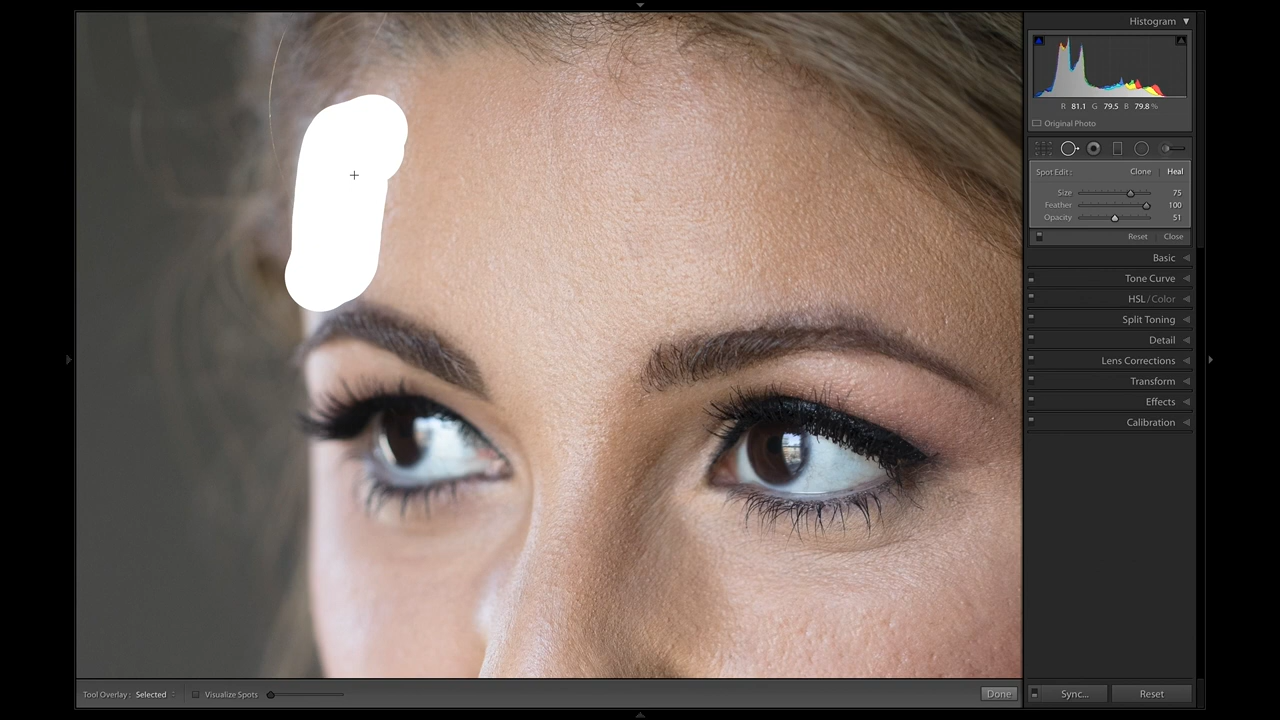 Histogram
R 81.1 G 79.5 B 79.8 %
Original Photo
Spot Edit : Clone | Heal
Size 75
Feather 100
Opacity 51
Reset | Close
Basic
Tone Curve
HSL / Color
Split Toning
Detail
Lens Corrections
Transform
Effects
Calibration
Tool Overlay : Selected Visualize Spots Done Sync... Reset